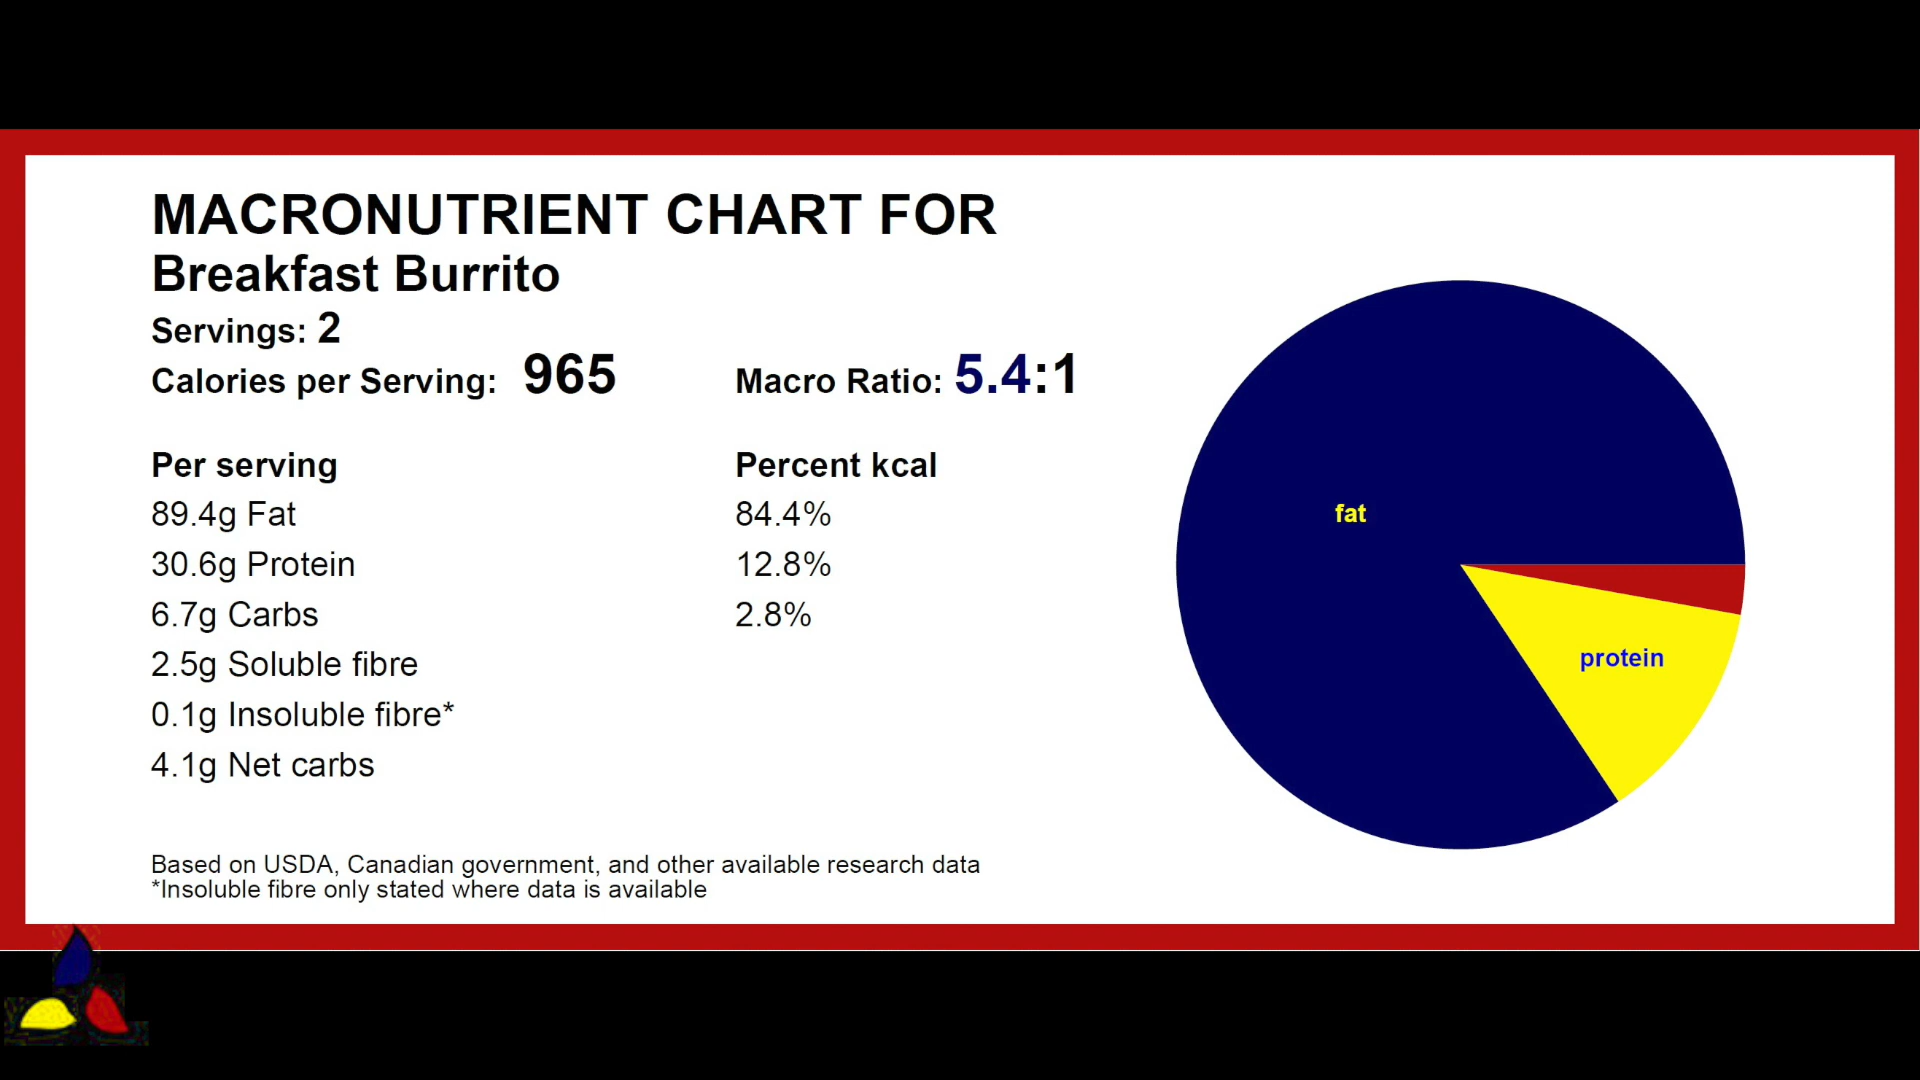 MACRONUTRIENT CHART FOR
Breakfast Burrito
Servings: 2
Calories per Serving: 965 Macro Ratio: 5.4:1
Per serving Percent kcal
89.4g Fat 84.4%
30.6g Protein 12.8%
6.7g Carbs 2.8%
2.5g Soluble fibre
0.1g Insoluble fibre*
4.1g Net carbs
Based on USDA, Canadian government, and other available research data
*Insoluble fibre only stated where data is available
fat
protein